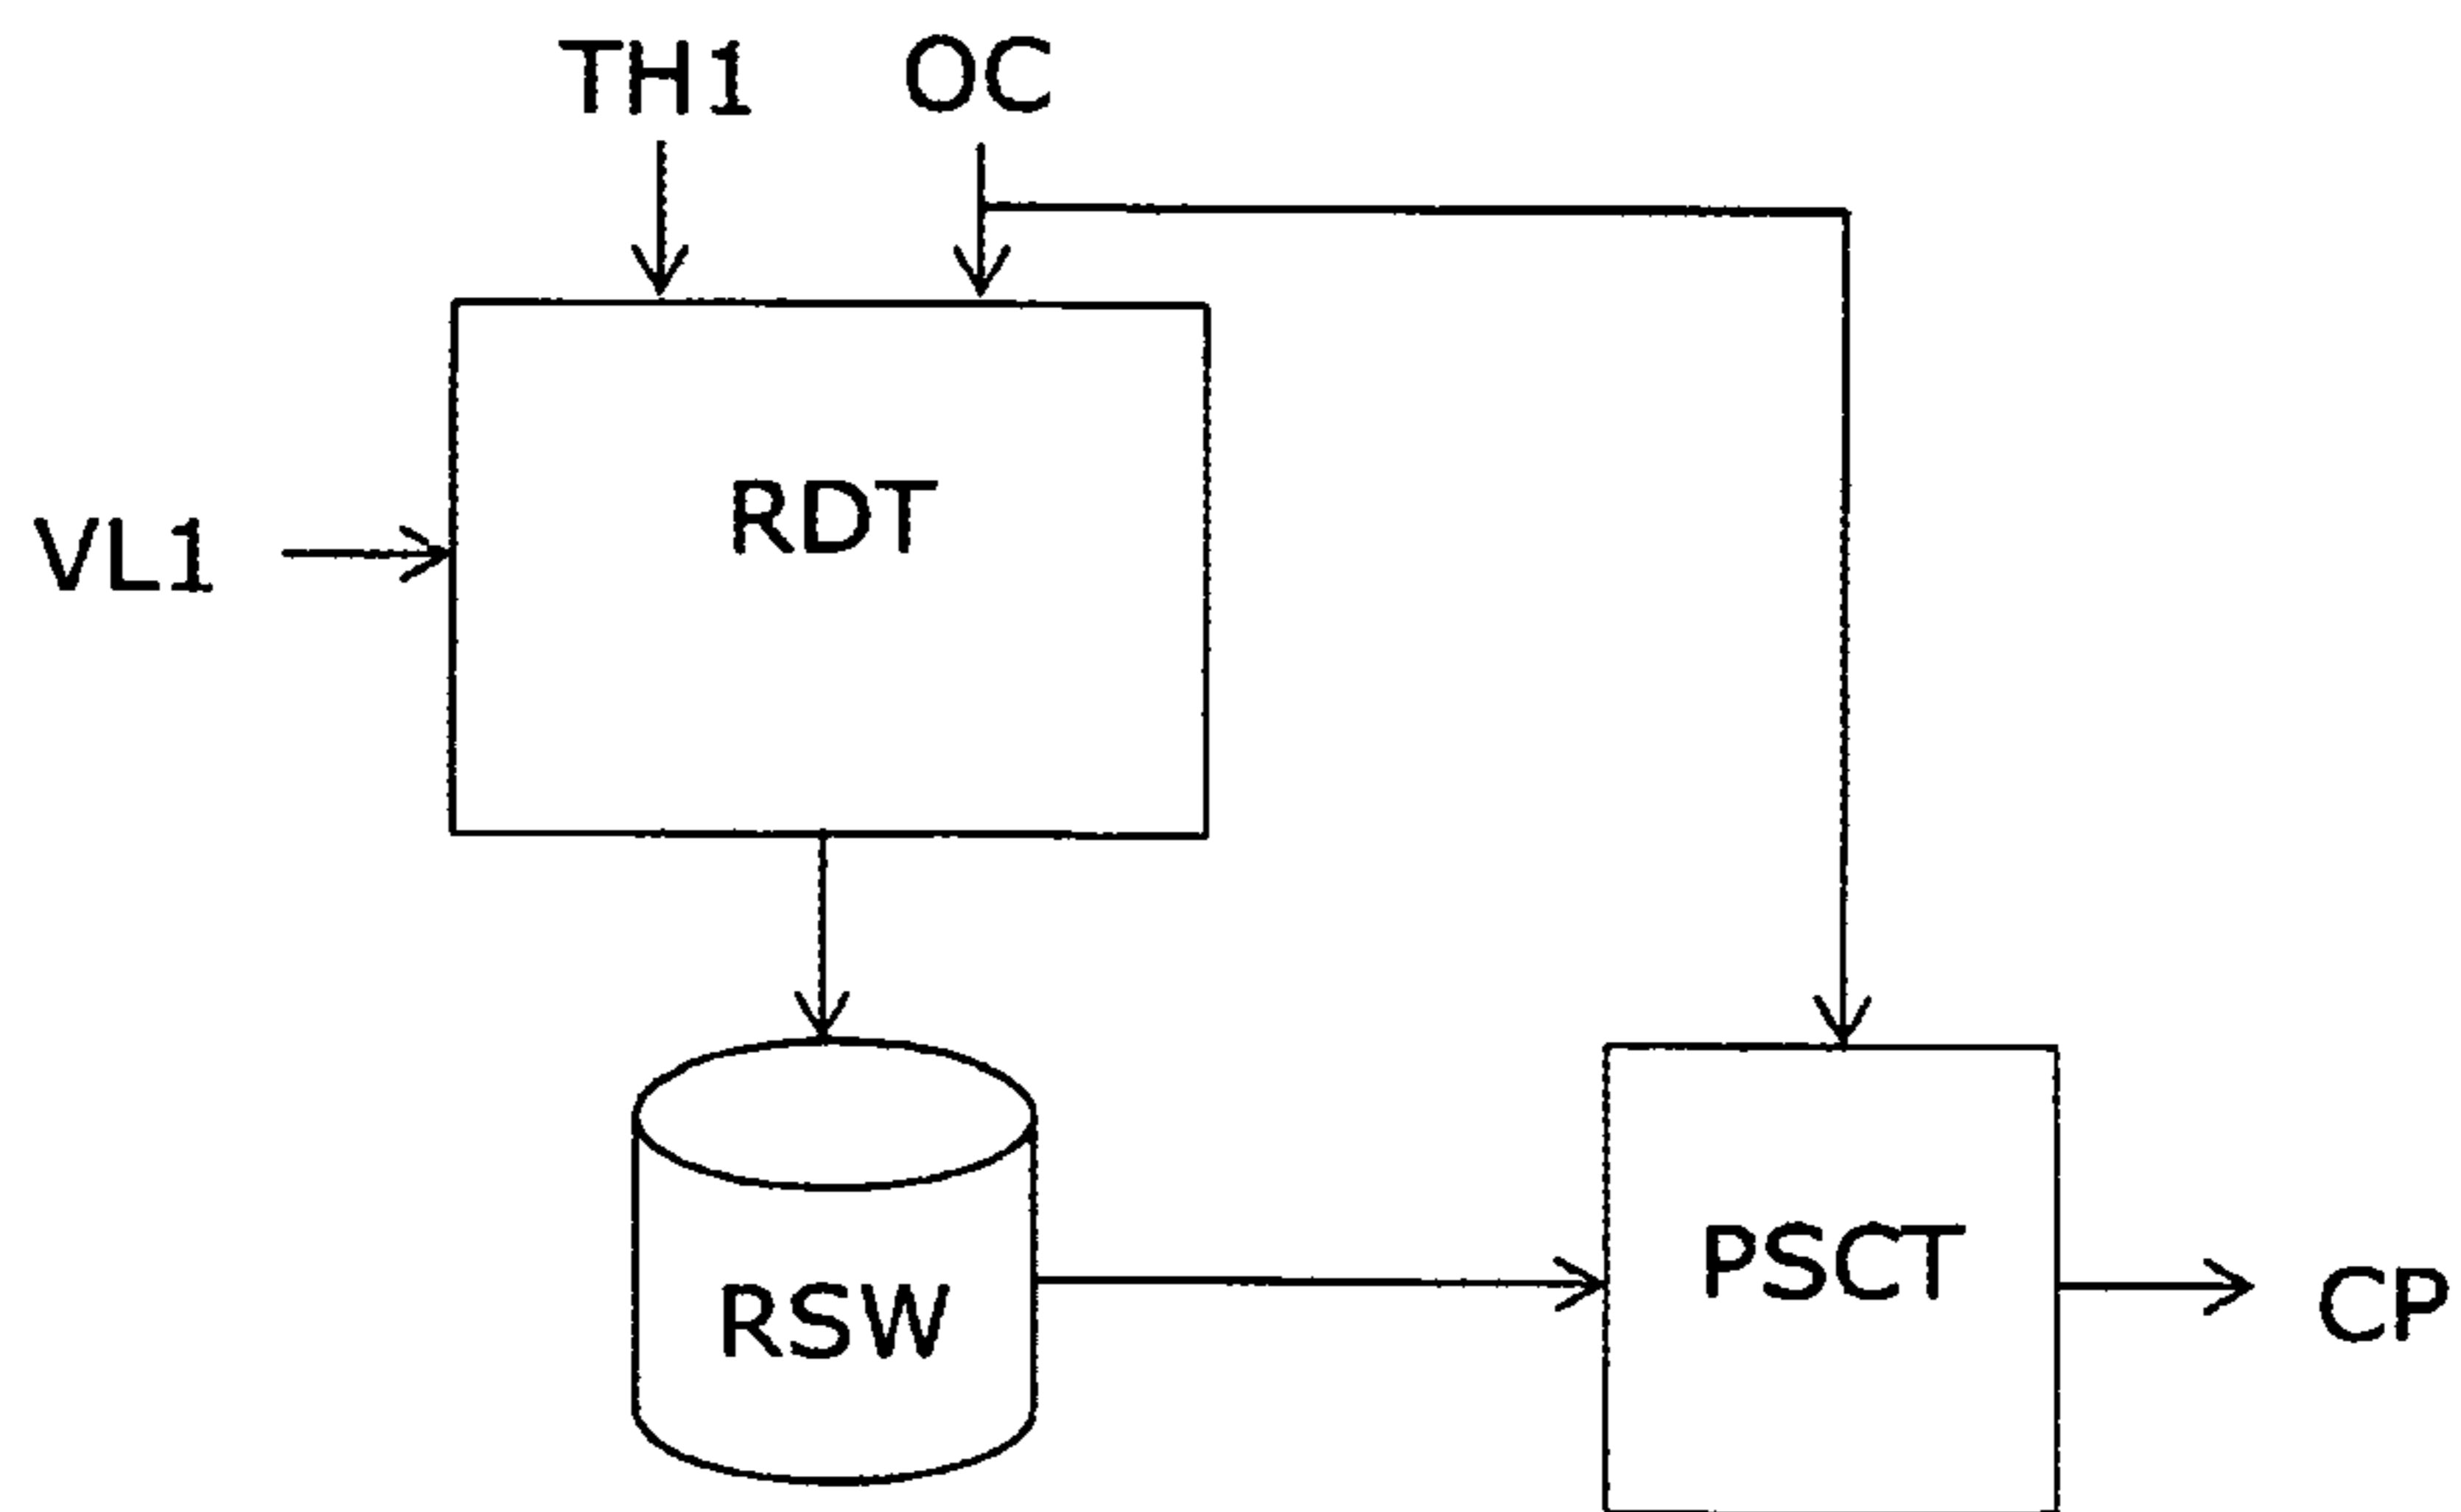 TH1 OC
RDT
VL1
PSCT
RSW
CP